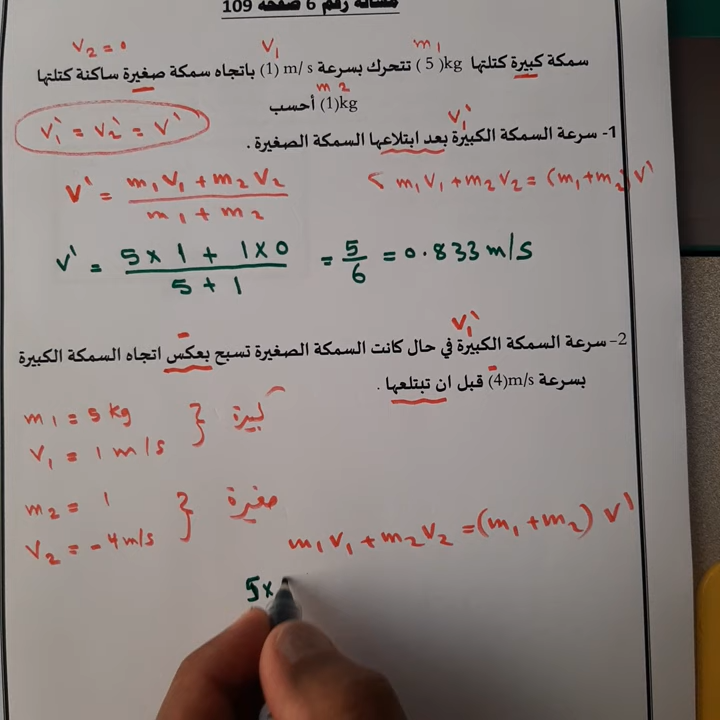 مسألة رقم 6 صفحة 109
V₂ = 0 V₁ m₁
سمكة كبيرة كتلتها kg( 5 ) تتحرك بسرعة m/s (1) باتجاه سمكة صغيرة ساكنة كتلتها
m₂
(1)kg أحسب
V₁` = V₂` = V` V₁`
1- سرعة السمكة الكبيرة بعد ابتلاعها السمكة الصغيرة .
m₁V₁ + m₂V₂ = (m₁+m₂) V`
V` = (m₁V₁ + m₂V₂) / (m₁ + m₂)
V` = (5 × 1 + 1 × 0) / (5 + 1) = 5/6 = 0.833 m/s
V₁`
2- سرعة السمكة الكبيرة في حال كانت السمكة الصغيرة تسبح بعكس اتجاه السمكة الكبيرة
بسرعة (4)m/s قبل ان تبتلعها .
m₁ = 5 kg
V₁ = 1 m/s } كبيرة
m₂ = 1
V₂ = -4 m/s } صغيرة
m₁V₁ + m₂V₂ = (m₁+m₂) V`
5×